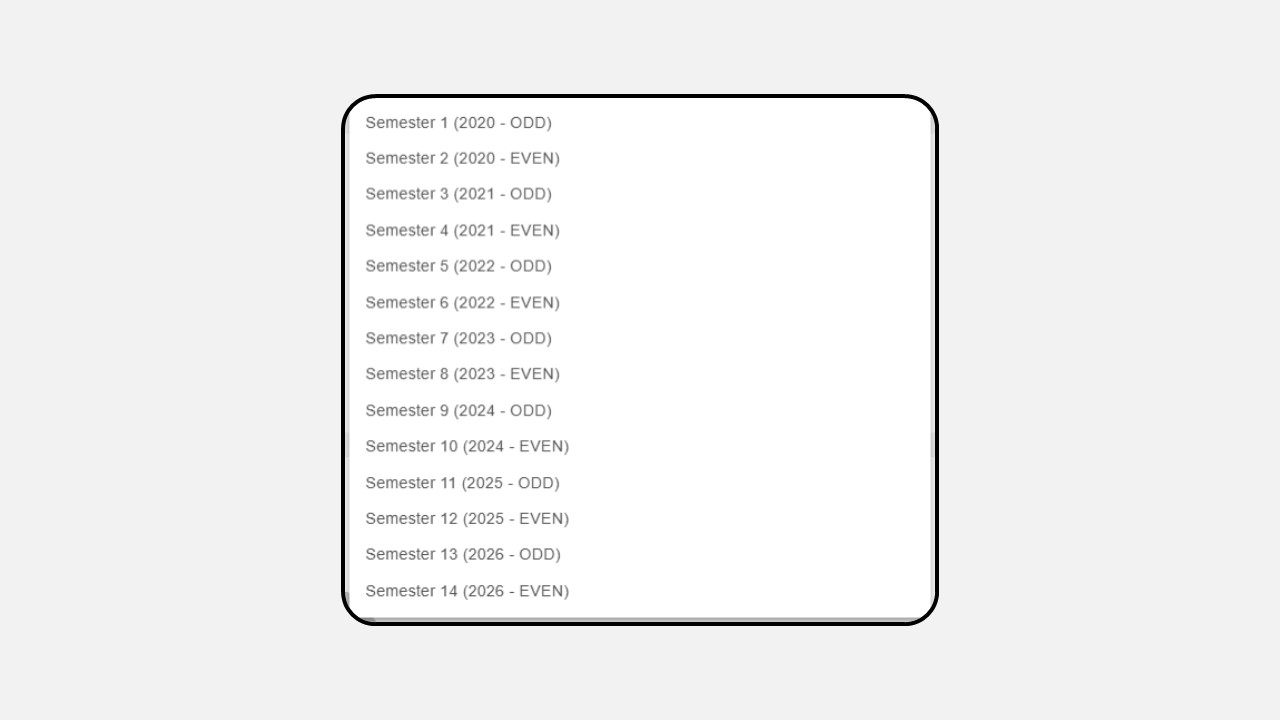 Semester 1 (2020 - ODD)
Semester 2 (2020 - EVEN)
Semester 3 (2021 - ODD)
Semester 4 (2021 - EVEN)
Semester 5 (2022 - ODD)
Semester 6 (2022 - EVEN)
Semester 7 (2023 - ODD)
Semester 8 (2023 - EVEN)
Semester 9 (2024 - ODD)
Semester 10 (2024 - EVEN)
Semester 11 (2025 - ODD)
Semester 12 (2025 - EVEN)
Semester 13 (2026 - ODD)
Semester 14 (2026 - EVEN)